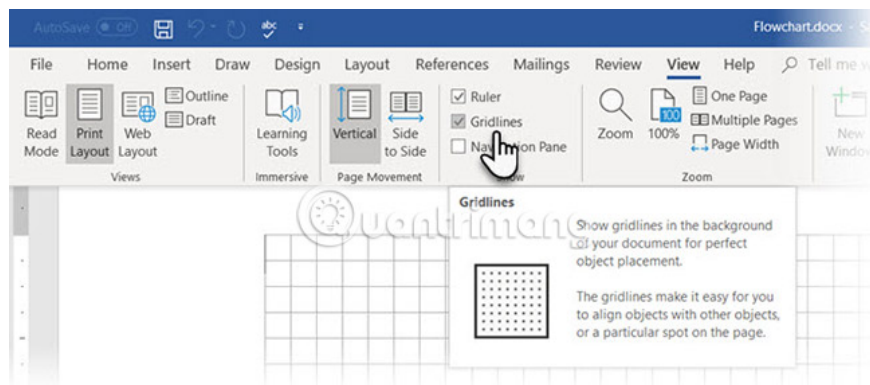 AutoSave Off abc Flowchart.docx - S
File Home Insert Draw Design Layout References Mailings Review View Help Tell me w
Read Mode
Print Layout
Web Layout
Outline
Draft
Views
Learning Tools
Immersive
Vertical
Side to Side
Page Movement
Ruler
Gridlines
Navigation Pane
Show
Zoom
100
100%
One Page
Multiple Pages
Page Width
Zoom
New
Window
Gridlines
Show gridlines in the background
of your document for perfect
object placement.
The gridlines make it easy for you
to align objects with other objects,
or a particular spot on the page.
Quantrimang